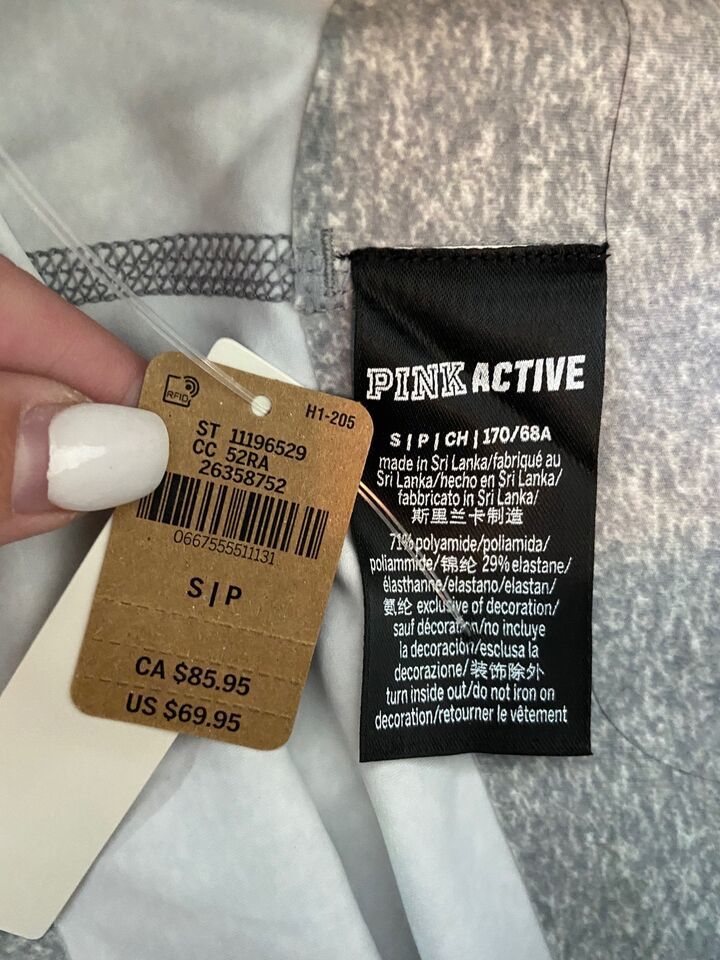 RFID
H1-205
ST 11196529
CC 52RA
26358752
0667555511131
S|P
CA $85.95
US $69.95
PINK ACTIVE
S | P | CH | 170/68A
made in Sri Lanka/fabriqué au
Sri Lanka/hecho en Sri Lanka/
fabbricato in Sri Lanka/
斯里兰卡制造
71% polyamide/poliamida/
poliammide/锦纶 29% elastane/
élasthanne/elastano/elastan/
氨纶 exclusive of decoration/
sauf décoration/no incluye
la decoración/esclusa la
decorazione/装饰除外
turn inside out/do not iron on
decoration/retourner le vêtement